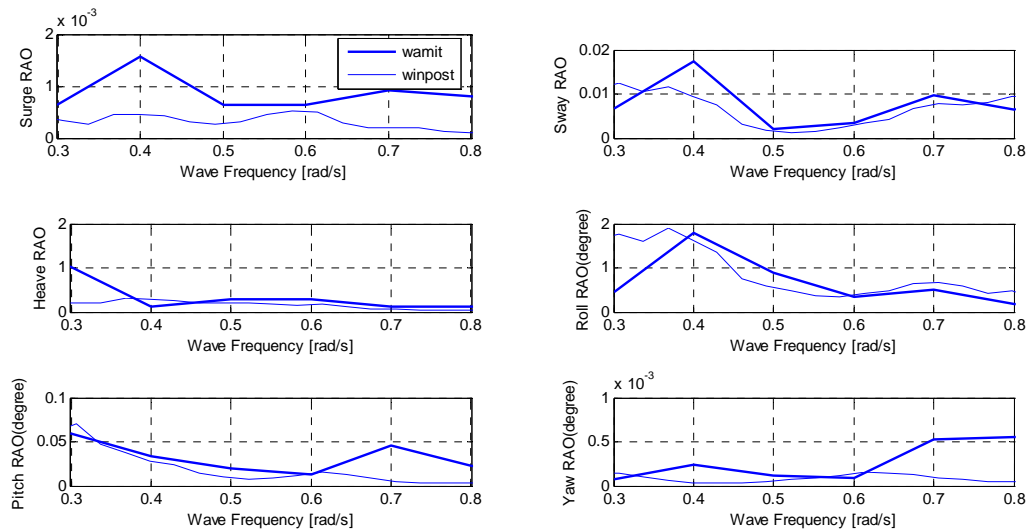 x 10-3
Surge RAO
2
1
0
wamit
winpost
0.3 0.4 0.5 0.6 0.7 0.8
Wave Frequency [rad/s]
Sway RAO
0.02
0.01
0
0.3 0.4 0.5 0.6 0.7 0.8
Wave Frequency [rad/s]
Heave RAO
2
1
0
0.3 0.4 0.5 0.6 0.7 0.8
Wave Frequency [rad/s]
Roll RAO(degree)
2
1
0
0.3 0.4 0.5 0.6 0.7 0.8
Wave Frequency [rad/s]
Pitch RAO(degree)
0.1
0.05
0
0.3 0.4 0.5 0.6 0.7 0.8
Wave Frequency [rad/s]
x 10-3
Yaw RAO(degree)
1
0.5
0
0.3 0.4 0.5 0.6 0.7 0.8
Wave Frequency [rad/s]